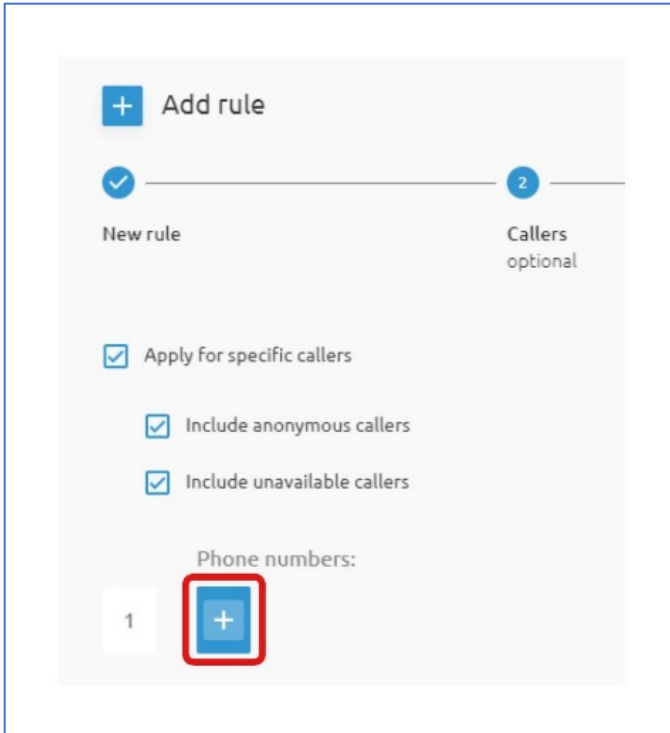 Add rule
2
New rule
Callers
optional
Apply for specific callers
Include anonymous callers
Include unavailable callers
Phone numbers:
1